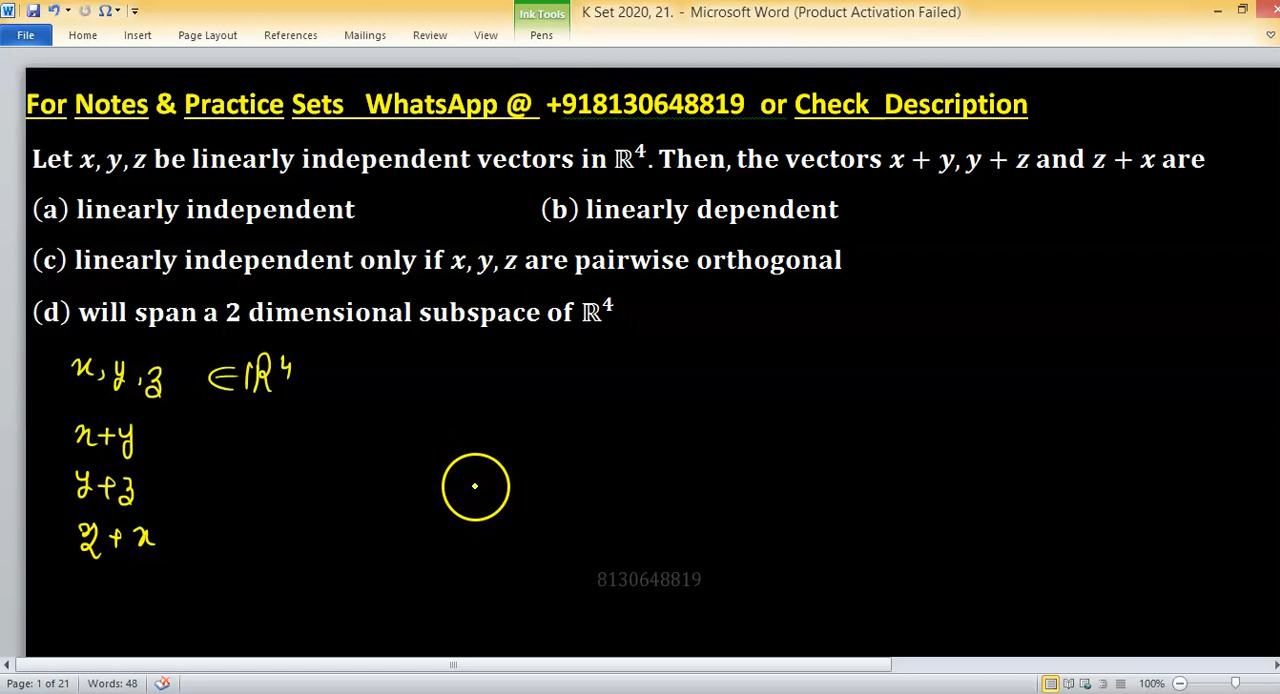 K Set 2020, 21. - Microsoft Word (Product Activation Failed)
Ink Tools
File Home Insert Page Layout References Mailings Review View Pens
For Notes & Practice Sets WhatsApp @ +918130648819 or Check Description
Let x, y, z be linearly independent vectors in ℝ⁴. Then, the vectors x + y, y + z and z + x are
(a) linearly independent (b) linearly dependent
(c) linearly independent only if x, y, z are pairwise orthogonal
(d) will span a 2 dimensional subspace of ℝ⁴
x, y, z ∈ ℝ⁴
x+y
y+z
z+x
8130648819
Page: 1 of 21 Words: 48 100%